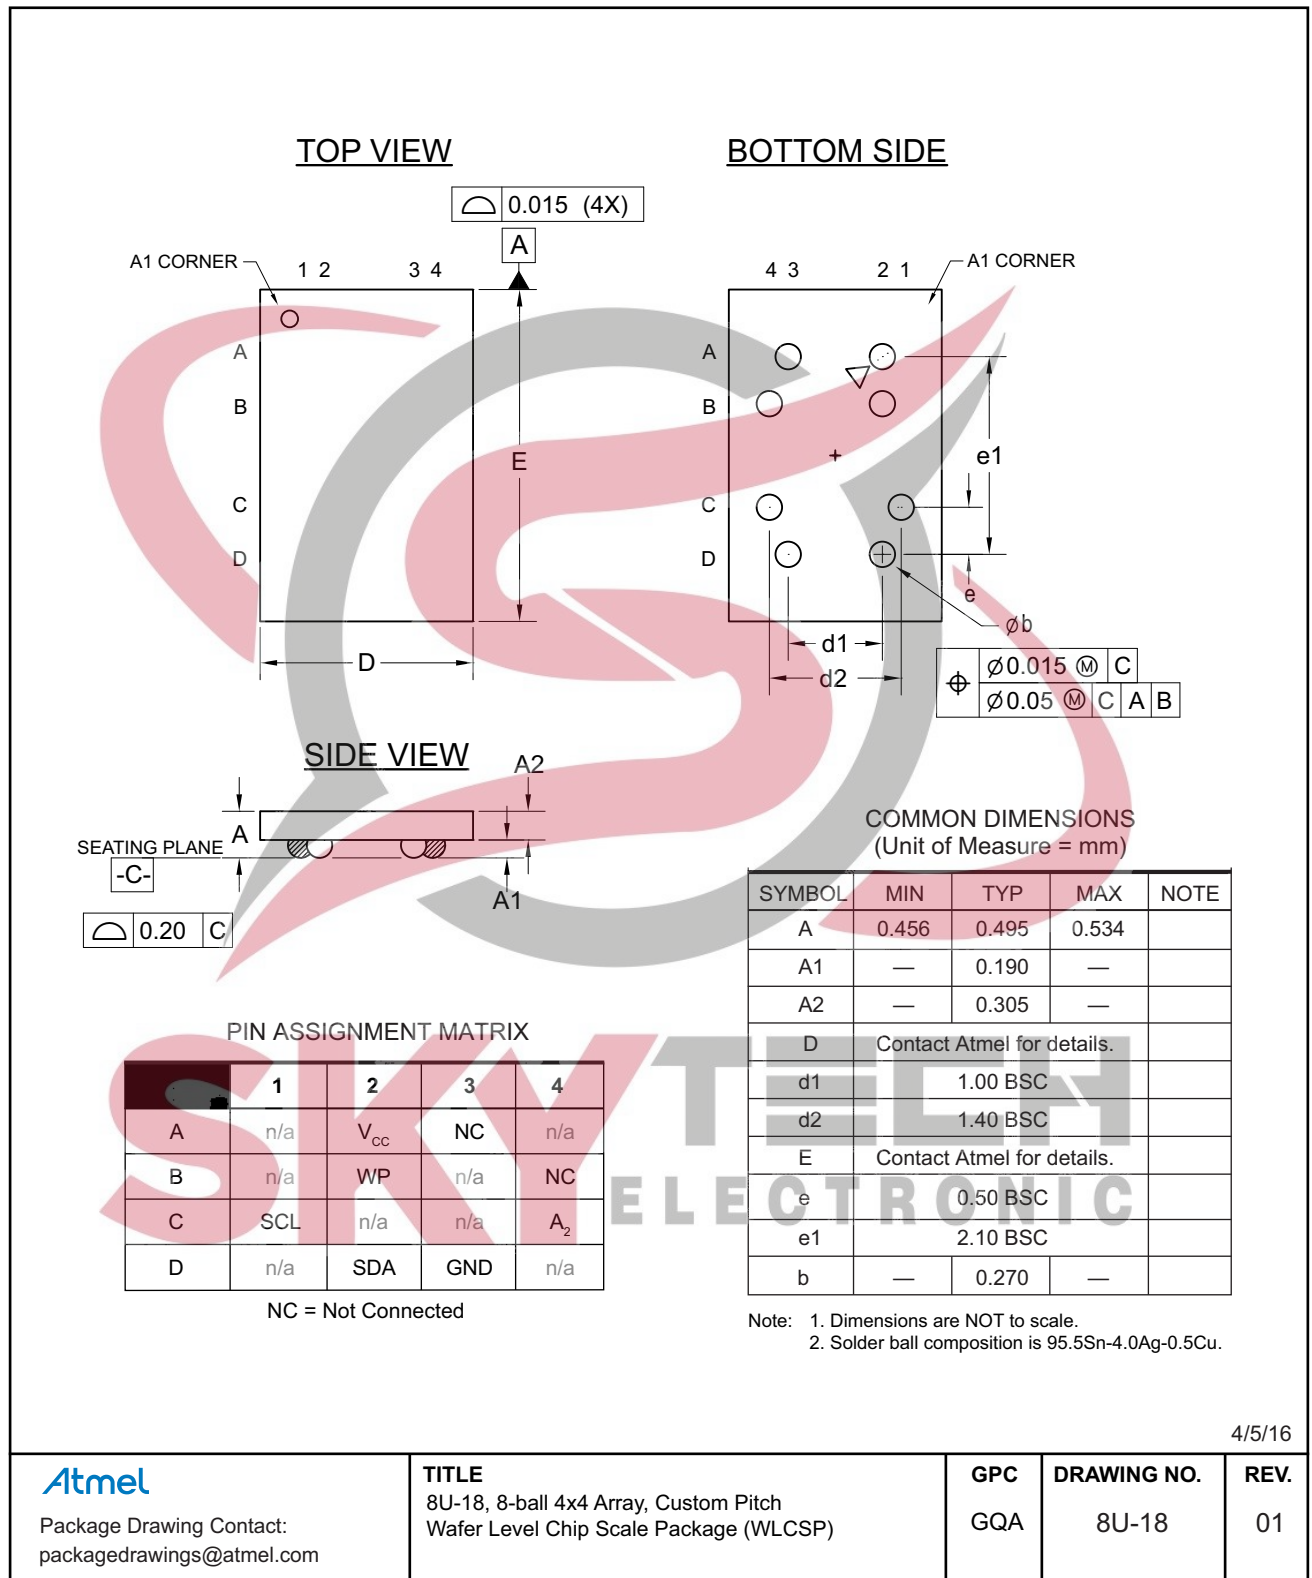 TOP VIEW
BOTTOM SIDE
0.015 (4X)
A
A1 CORNER
1 2 3 4
4 3 2 1
A1 CORNER
A
B
C
D
E
D
A
B
C
D
e1
e
Øb
d1
d2
Ø0.015 Ⓜ C
Ø0.05 Ⓜ C A B
SIDE VIEW
A2
A
SEATING PLANE
-C-
A1
0.20 C
COMMON DIMENSIONS
(Unit of Measure = mm)
SYMBOL MIN TYP MAX NOTE
A 0.456 0.495 0.534
A1 — 0.190 —
A2 — 0.305 —
D Contact Atmel for details.
d1 1.00 BSC
d2 1.40 BSC
E Contact Atmel for details.
e 0.50 BSC
e1 2.10 BSC
b — 0.270 —
Note: 1. Dimensions are NOT to scale.
2. Solder ball composition is 95.5Sn-4.0Ag-0.5Cu.
PIN ASSIGNMENT MATRIX
1 2 3 4
A n/a VCC NC n/a
B n/a WP n/a NC
C SCL n/a n/a A2
D n/a SDA GND n/a
NC = Not Connected
SKYTECH
ELECTRONIC
4/5/16
Atmel
Package Drawing Contact:
packagedrawings@atmel.com
TITLE
8U-18, 8-ball 4x4 Array, Custom Pitch
Wafer Level Chip Scale Package (WLCSP)
GPC
GQA
DRAWING NO.
8U-18
REV.
01